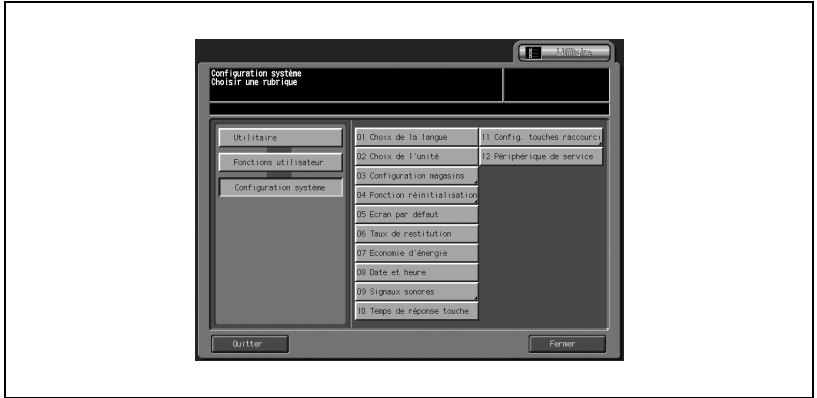 Utilitaire
Configuration système
Choisir une rubrique
Utilitaire
Fonctions utilisateur
Configuration système
01 Choix de la langue
02 Choix de l'unité
03 Configuration magasins
04 Fonction réinitialisation
05 Ecran par défaut
06 Taux de restitution
07 Economie d'énergie
08 Date et heure
09 Signaux sonores
10 Temps de réponse touche
11 Config. touches raccourci
12 Périphérique de service
Quitter
Fermer